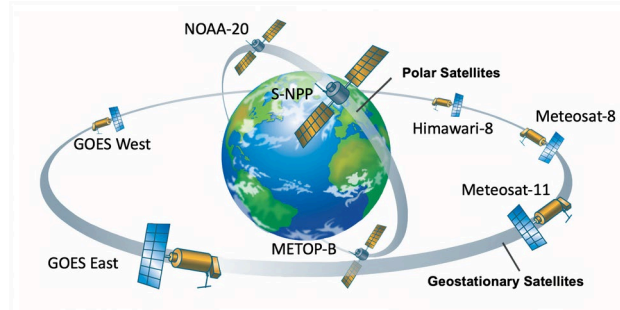 NOAA-20
Polar Satellites
S-NPP
Himawari-8
Meteosat-8
GOES West
Meteosat-11
METOP-B
GOES East
Geostationary Satellites